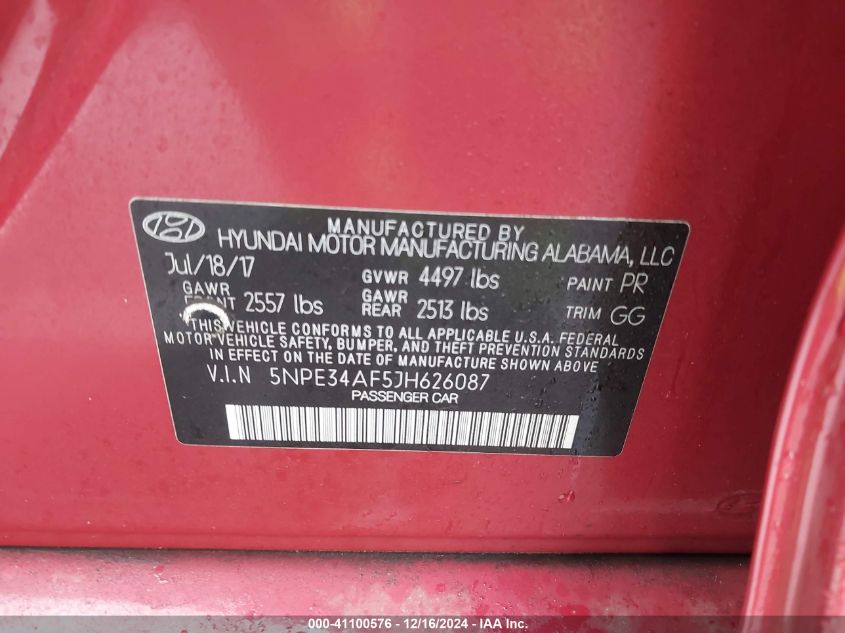 MANUFACTURED BY
HYUNDAI MOTOR MANUFACTURING ALABAMA, LLC
Jul/18/17 GVWR 4497 lbs PAINT PR
GAWR FRONT 2557 lbs GAWR REAR 2513 lbs TRIM GG
THIS VEHICLE CONFORMS TO ALL APPLICABLE U.S.A. FEDERAL
MOTOR VEHICLE SAFETY, BUMPER, AND THEFT PREVENTION STANDARDS
IN EFFECT ON THE DATE OF MANUFACTURE SHOWN ABOVE
V.I.N 5NPE34AF5JH626087
PASSENGER CAR
000-41100576 - 12/16/2024 - IAA Inc.